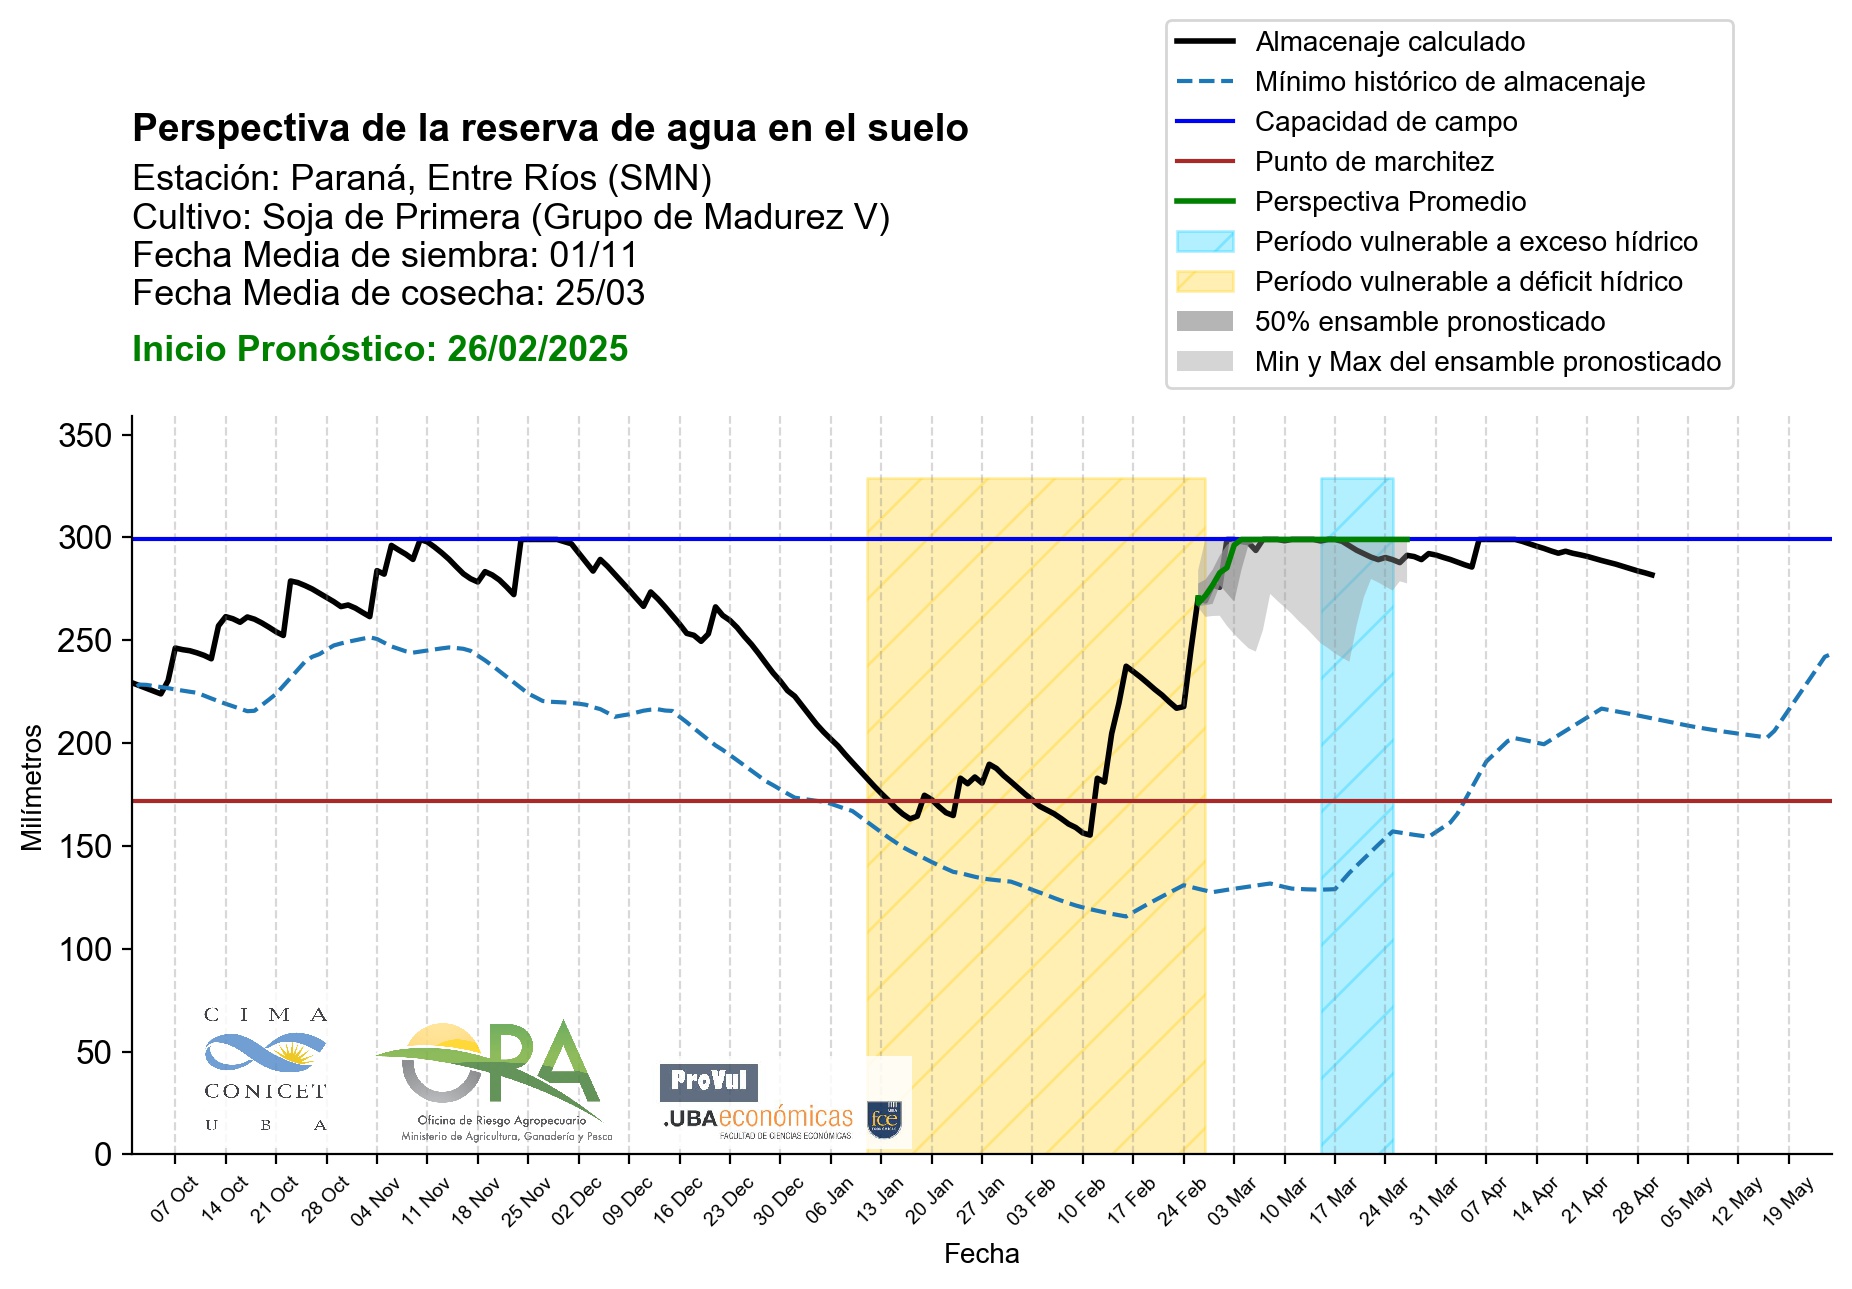 Almacenaje calculado
Mínimo histórico de almacenaje
Capacidad de campo
Punto de marchitez
Perspectiva Promedio
Período vulnerable a exceso hídrico
Período vulnerable a déficit hídrico
50% ensamble pronosticado
Min y Max del ensamble pronosticado
Perspectiva de la reserva de agua en el suelo
Estación: Paraná, Entre Ríos (SMN)
Cultivo: Soja de Primera (Grupo de Madurez V)
Fecha Media de siembra: 01/11
Fecha Media de cosecha: 25/03
Inicio Pronóstico: 26/02/2025
350
300
250
200
150
100
50
0
Milímetros
CIMA
CONICET
UBA
ORA
Oficina de Riesgo Agropecuario
Ministerio de Agricultura, Ganadería y Pesca
ProVul
.UBAeconómicas
FACULTAD DE CIENCIAS ECONÓMICAS
UBA
fce
07 Oct
14 Oct
21 Oct
28 Oct
04 Nov
11 Nov
18 Nov
25 Nov
02 Dec
09 Dec
16 Dec
23 Dec
30 Dec
06 Jan
13 Jan
20 Jan
27 Jan
03 Feb
10 Feb
17 Feb
24 Feb
03 Mar
10 Mar
17 Mar
24 Mar
31 Mar
07 Apr
14 Apr
21 Apr
28 Apr
05 May
12 May
19 May
Fecha